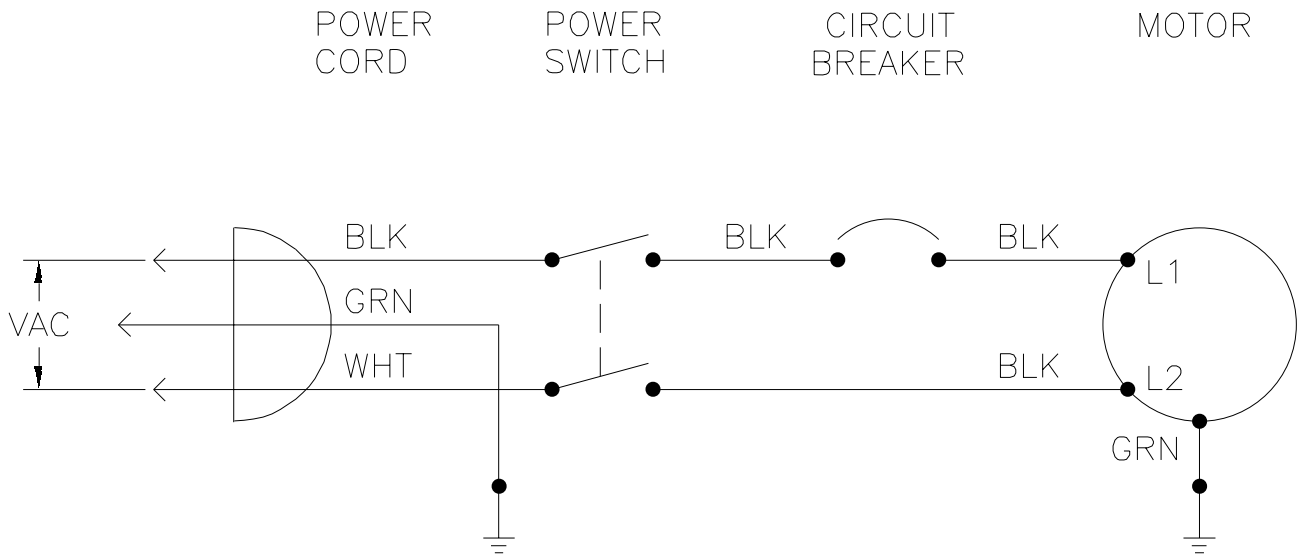 POWER
CORD
POWER
SWITCH
CIRCUIT
BREAKER
MOTOR
BLK
BLK
BLK
L1
GRN
VAC
WHT
BLK
L2
GRN